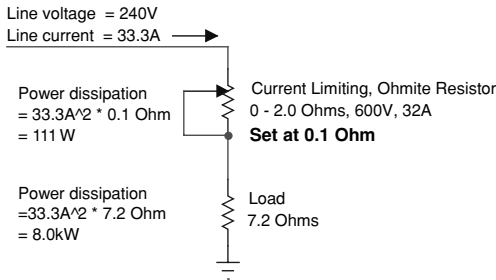 Line voltage = 240V
Line current = 33.3A
Power dissipation
= 33.3A^2 * 0.1 Ohm
= 111 W
Current Limiting, Ohmite Resistor
0 - 2.0 Ohms, 600V, 32A
Set at 0.1 Ohm
Power dissipation
=33.3A^2 * 7.2 Ohm
= 8.0kW
Load
7.2 Ohms